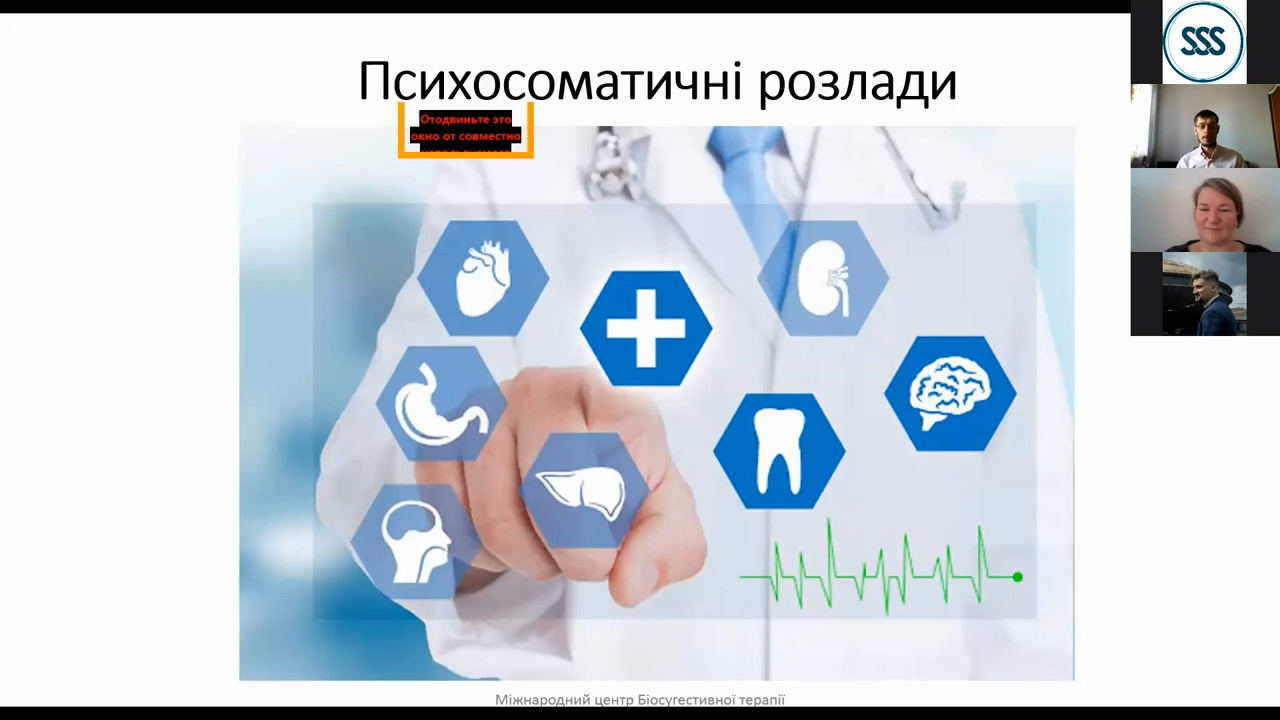 Психосоматичні розлади
Отодвиньте это
окно от совместно
SSS
Міжнародний центр Біосугестивної терапії